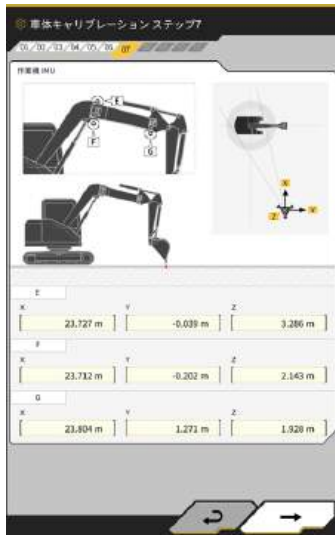 車体キャリブレーション ステップ7
01/02/03/04/05/06 07
作業機 IMU
E
F
G
X
Z
Y
E
X Y Z
23.727 m -0.039 m 3.286 m
F
X Y Z
23.712 m -0.202 m 2.143 m
G
X Y Z
23.804 m 1.271 m 1.928 m